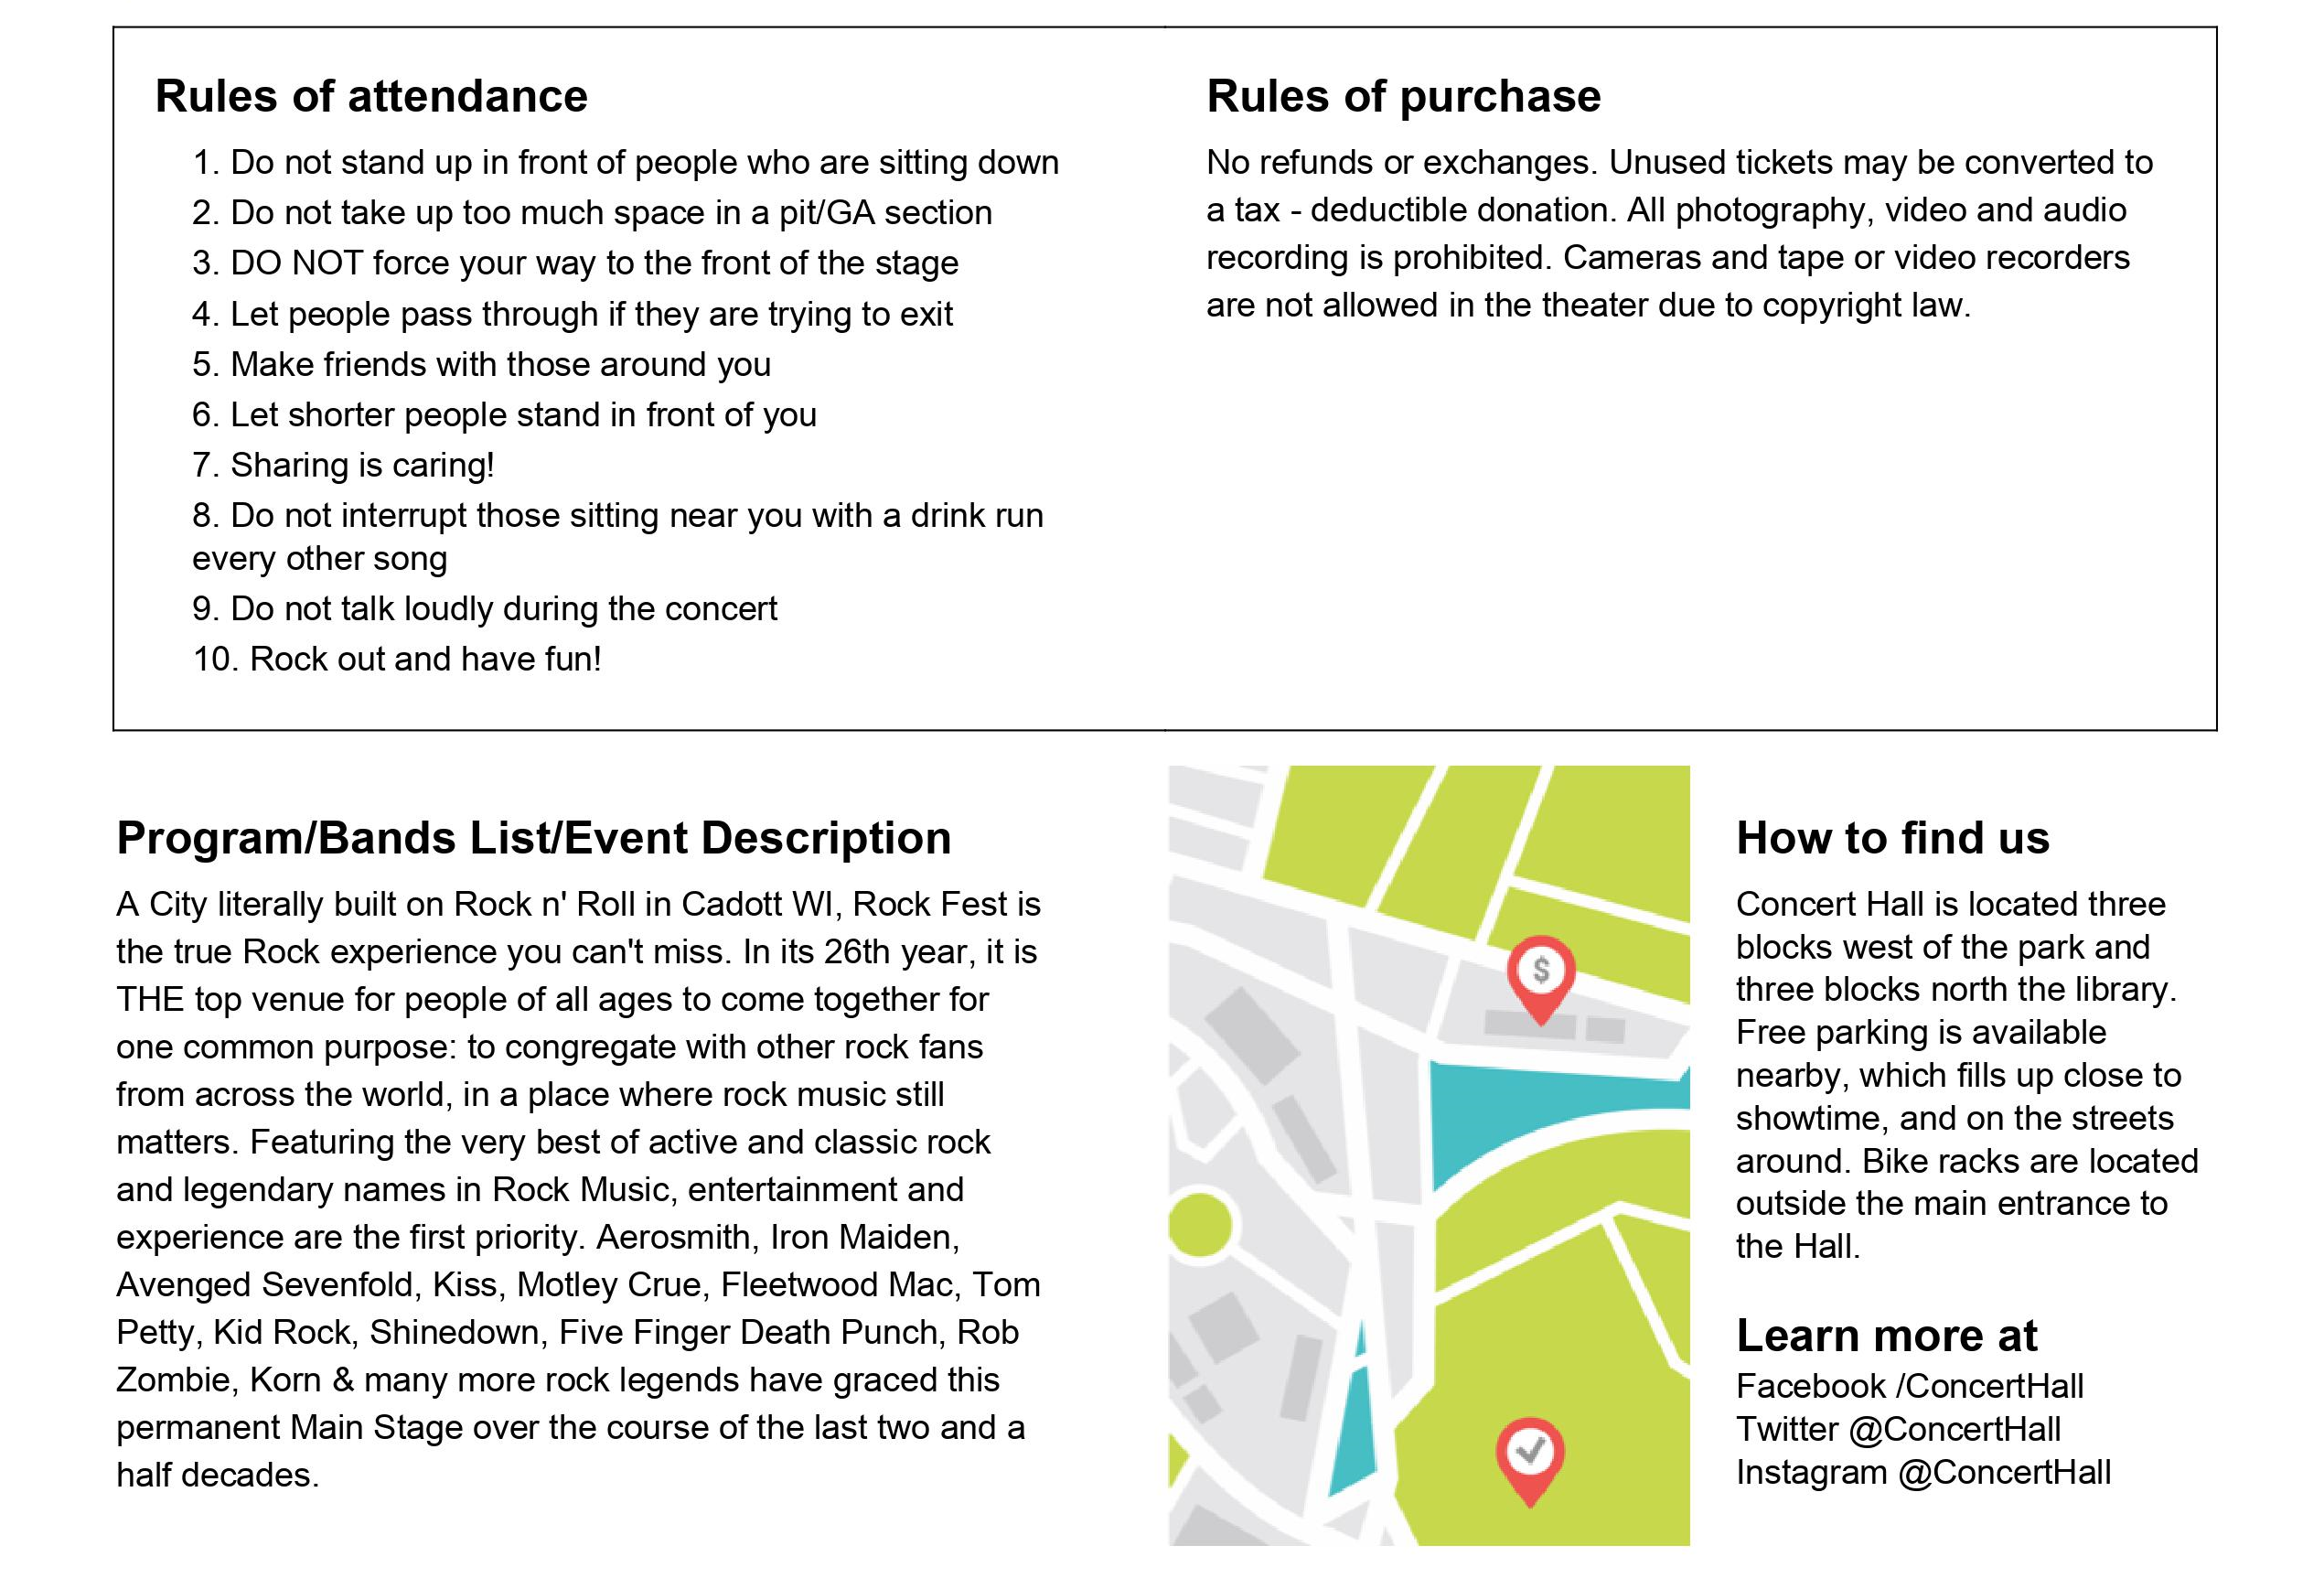 Rules of attendance
1. Do not stand up in front of people who are sitting down
2. Do not take up too much space in a pit/GA section
3. DO NOT force your way to the front of the stage
4. Let people pass through if they are trying to exit
5. Make friends with those around you
6. Let shorter people stand in front of you
7. Sharing is caring!
8. Do not interrupt those sitting near you with a drink run
every other song
9. Do not talk loudly during the concert
10. Rock out and have fun!
Rules of purchase
No refunds or exchanges. Unused tickets may be converted to
a tax - deductible donation. All photography, video and audio
recording is prohibited. Cameras and tape or video recorders
are not allowed in the theater due to copyright law.
Program/Bands List/Event Description
A City literally built on Rock n' Roll in Cadott WI, Rock Fest is
the true Rock experience you can't miss. In its 26th year, it is
THE top venue for people of all ages to come together for
one common purpose: to congregate with other rock fans
from across the world, in a place where rock music still
matters. Featuring the very best of active and classic rock
and legendary names in Rock Music, entertainment and
experience are the first priority. Aerosmith, Iron Maiden,
Avenged Sevenfold, Kiss, Motley Crue, Fleetwood Mac, Tom
Petty, Kid Rock, Shinedown, Five Finger Death Punch, Rob
Zombie, Korn & many more rock legends have graced this
permanent Main Stage over the course of the last two and a
half decades.
$
How to find us
Concert Hall is located three
blocks west of the park and
three blocks north the library.
Free parking is available
nearby, which fills up close to
showtime, and on the streets
around. Bike racks are located
outside the main entrance to
the Hall.
Learn more at
Facebook /ConcertHall
Twitter @ConcertHall
Instagram @ConcertHall